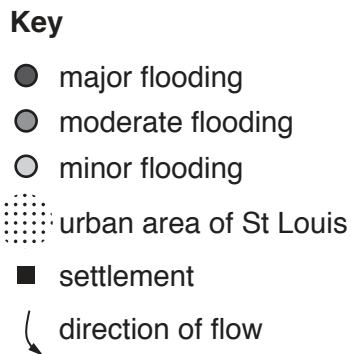 Key
major flooding
moderate flooding
minor flooding
urban area of St Louis
settlement
direction of flow